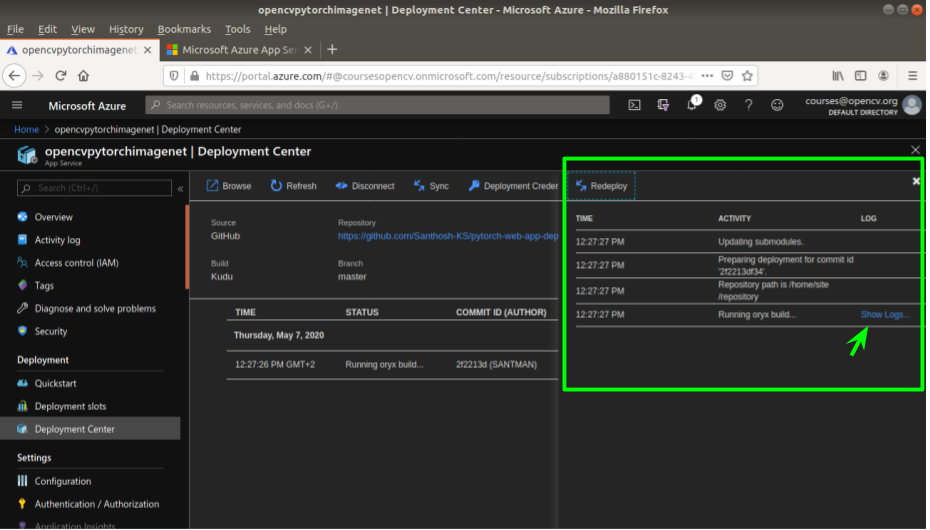 opencvpytorchimagenet | Deployment Center - Microsoft Azure - Mozilla Firefox
File Edit View History Bookmarks Tools Help
opencvpytorchimagenet
Microsoft Azure App Ser
https://portal.azure.com/#@coursesopencv.onmicrosoft.com/resource/subscriptions/a880151c-8243-4
Microsoft Azure
Search resources, services, and docs (G+/)
1
courses@opencv.org
DEFAULT DIRECTORY
Home > opencvpytorchimagenet | Deployment Center
opencvpytorchimagenet | Deployment Center
App Service
Search (Ctrl+/)
Overview
Activity log
Access control (IAM)
Tags
Diagnose and solve problems
Security
Deployment
Quickstart
Deployment slots
Deployment Center
Settings
Configuration
Authentication / Authorization
Application Insights
Browse Refresh Disconnect Sync Deployment Creder
Source Repository
GitHub https://github.com/Santhosh-KS/pytorch-web-app-dep
Build Branch
Kudu master
TIME STATUS COMMIT ID (AUTHOR)
Thursday, May 7, 2020
12:27:26 PM GMT+2 Running oryx build... 2f2213d (SANTMAN)
Redeploy
TIME ACTIVITY LOG
12:27:27 PM Updating submodules.
12:27:27 PM Preparing deployment for commit id
'2f2213df34'.
12:27:27 PM Repository path is /home/site
/repository
12:27:27 PM Running oryx build... Show Logs...